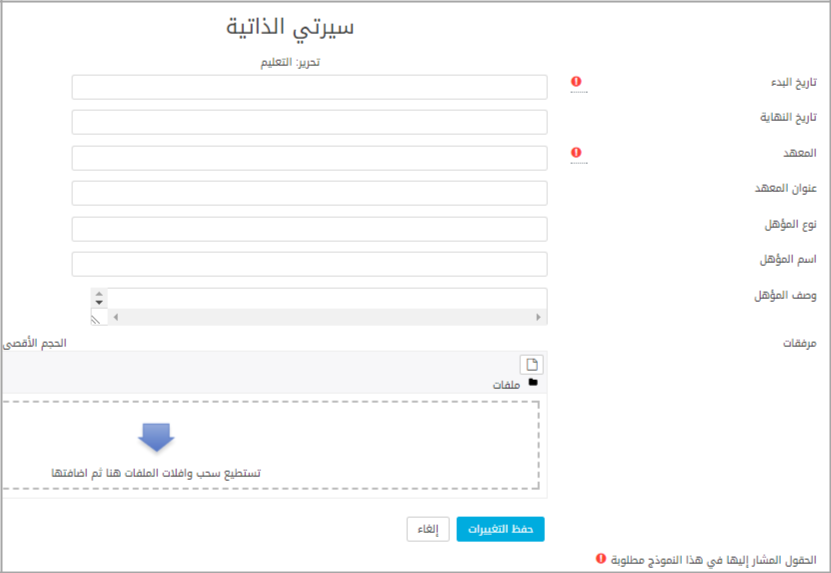 سيرتي الذاتية
تحرير: التعليم
تاريخ البدء
تاريخ النهاية
المعهد
عنوان المعهد
نوع المؤهل
اسم المؤهل
وصف المؤهل
مرفقات الحجم الأقصى
ملفات
تستطيع سحب وافلات الملفات هنا ثم اضافتها
حفظ التغييرات إلغاء
الحقول المشار إليها في هذا النموذج مطلوبة